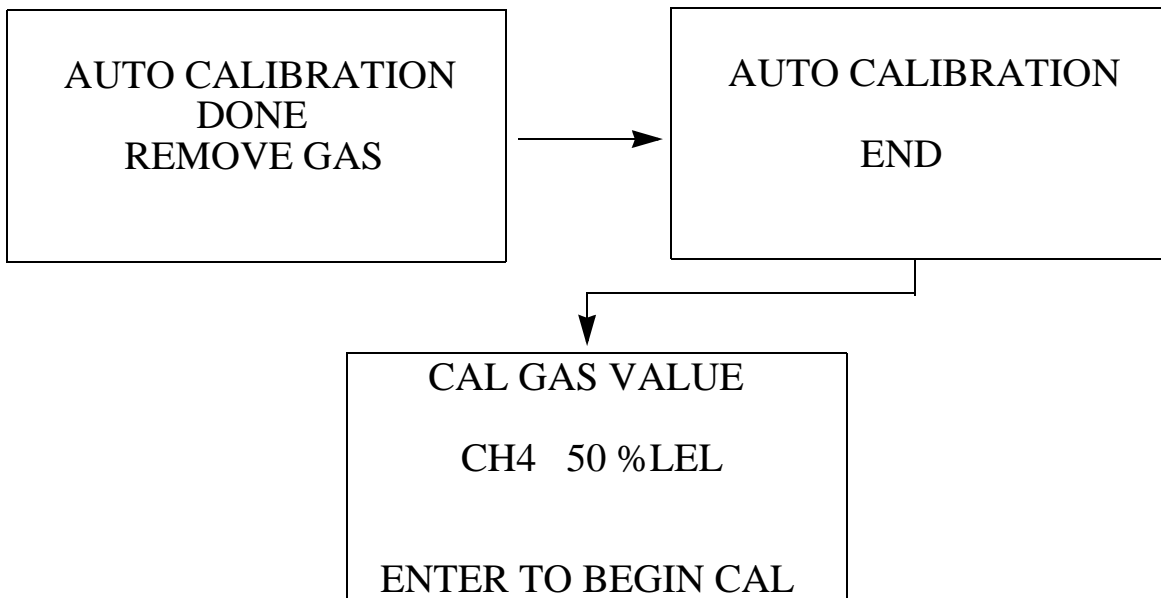 AUTO CALIBRATION
DONE
REMOVE GAS
AUTO CALIBRATION
END
CAL GAS VALUE
CH4 50 %LEL
ENTER TO BEGIN CAL